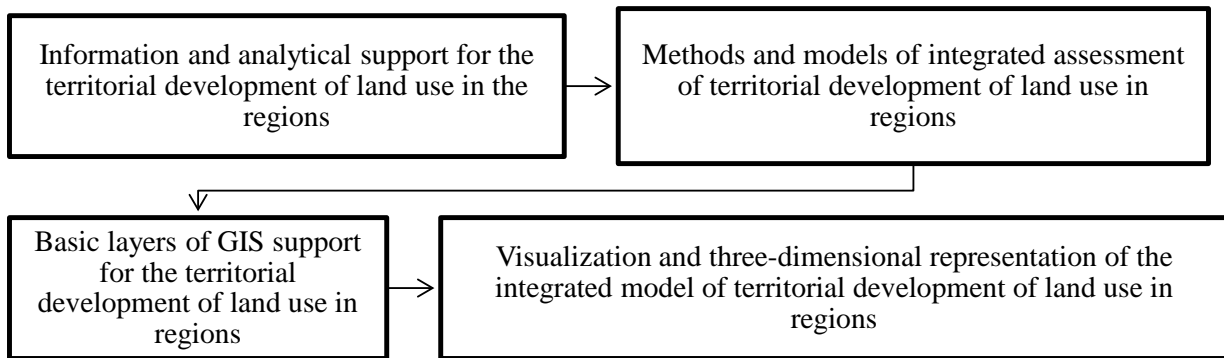 Information and analytical support for the
territorial development of land use in the
regions
Methods and models of integrated assessment
of territorial development of land use in
regions
Basic layers of GIS support
for the territorial
development of land use in
regions
Visualization and three-dimensional representation of the
integrated model of territorial development of land use in
regions